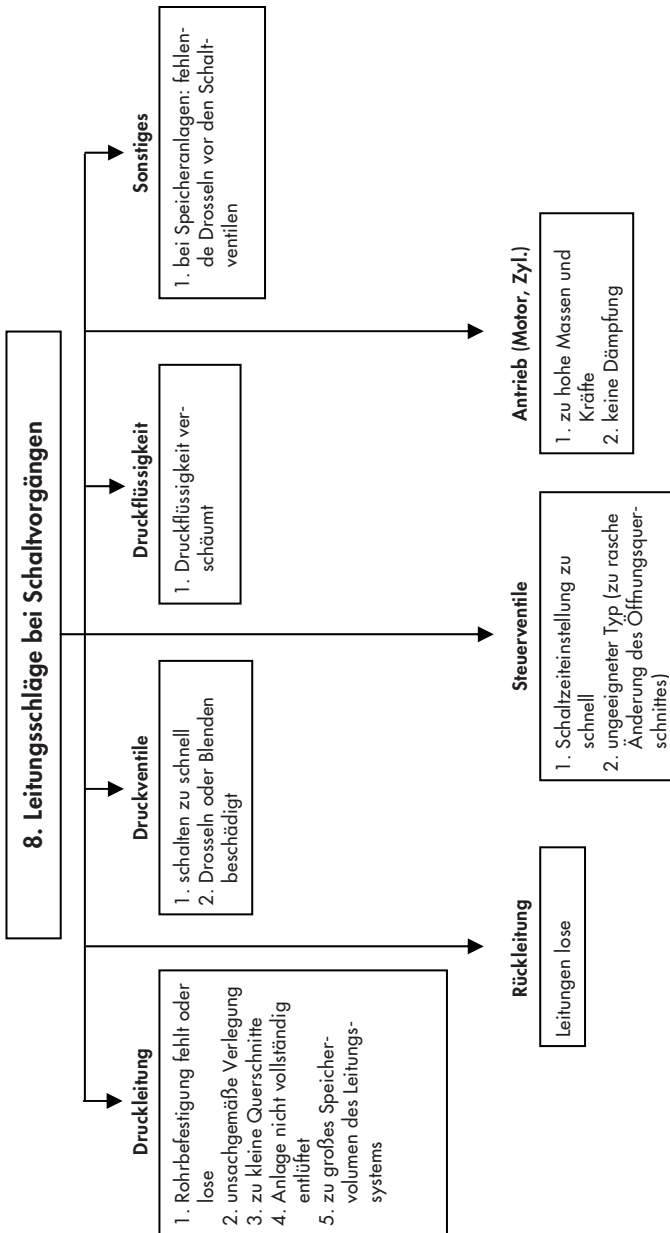 8. Leitungsschläge bei Schaltvorgängen
Druckleitung
1. Rohrbefestigung fehlt oder
lose
2. unsachgemäße Verlegung
3. zu kleine Querschnitte
4. Anlage nicht vollständig
entlüftet
5. zu großes Speicher-
volumen des Leitungs-
systems
Druckventile
1. schalten zu schnell
2. Drosseln oder Blenden
beschädigt
Druckflüssigkeit
1. Druckflüssigkeit ver-
schäumt
Sonstiges
1. bei Speicheranlagen: fehlen-
de Drosseln vor den Schalt-
ventilen
Rückleitung
Leitungen lose
Steuerventile
1. Schaltzeiteinstellung zu
schnell
2. ungeeigneter Typ (zu rasche
Änderung des Öffnungsquer-
schnittes)
Antrieb (Motor, Zyl.)
1. zu hohe Massen und
Kräfte
2. keine Dämpfung